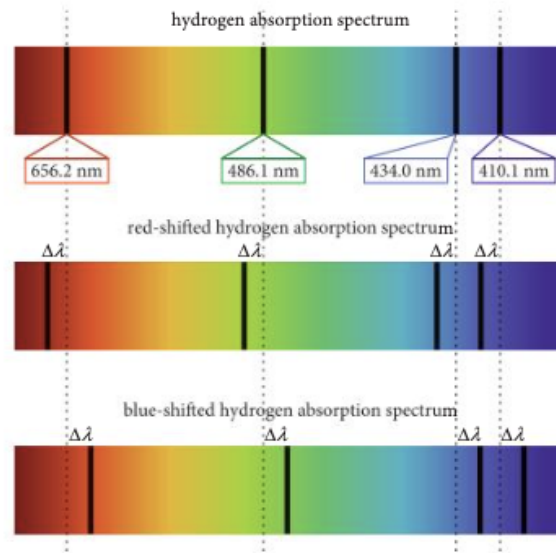 hydrogen absorption spectrum
656.2 nm 486.1 nm 434.0 nm 410.1 nm
red-shifted hydrogen absorption spectrum
Δλ Δλ Δλ Δλ
blue-shifted hydrogen absorption spectrum
Δλ Δλ Δλ Δλ